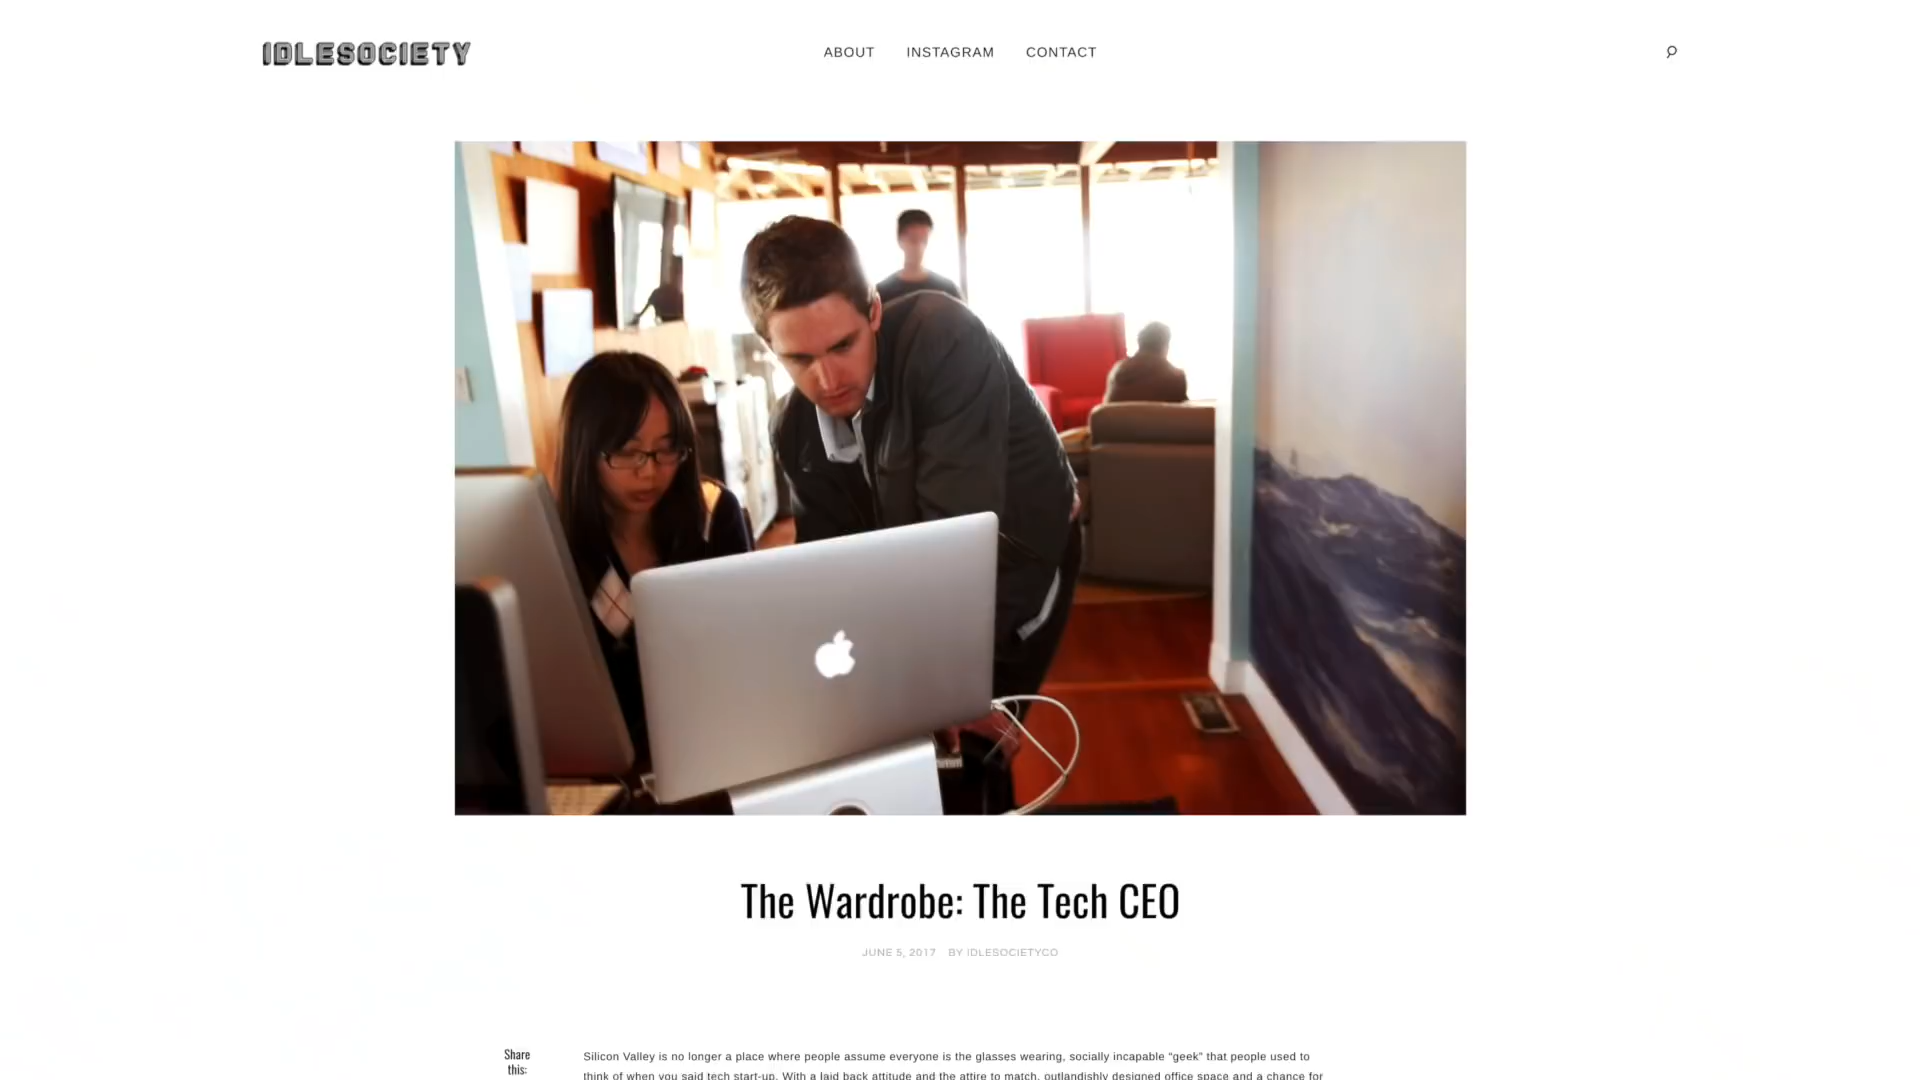 IDLESOCIETY
ABOUT INSTAGRAM CONTACT
The Wardrobe: The Tech CEO
JUNE 5, 2017 BY IDLESOCIETYCO
Share
this:
Silicon Valley is no longer a place where people assume everyone is the glasses wearing, socially incapable “geek” that people used to
think of when you said tech start-up. With a laid back attitude and the attire to match, outlandishly designed office space and a chance for